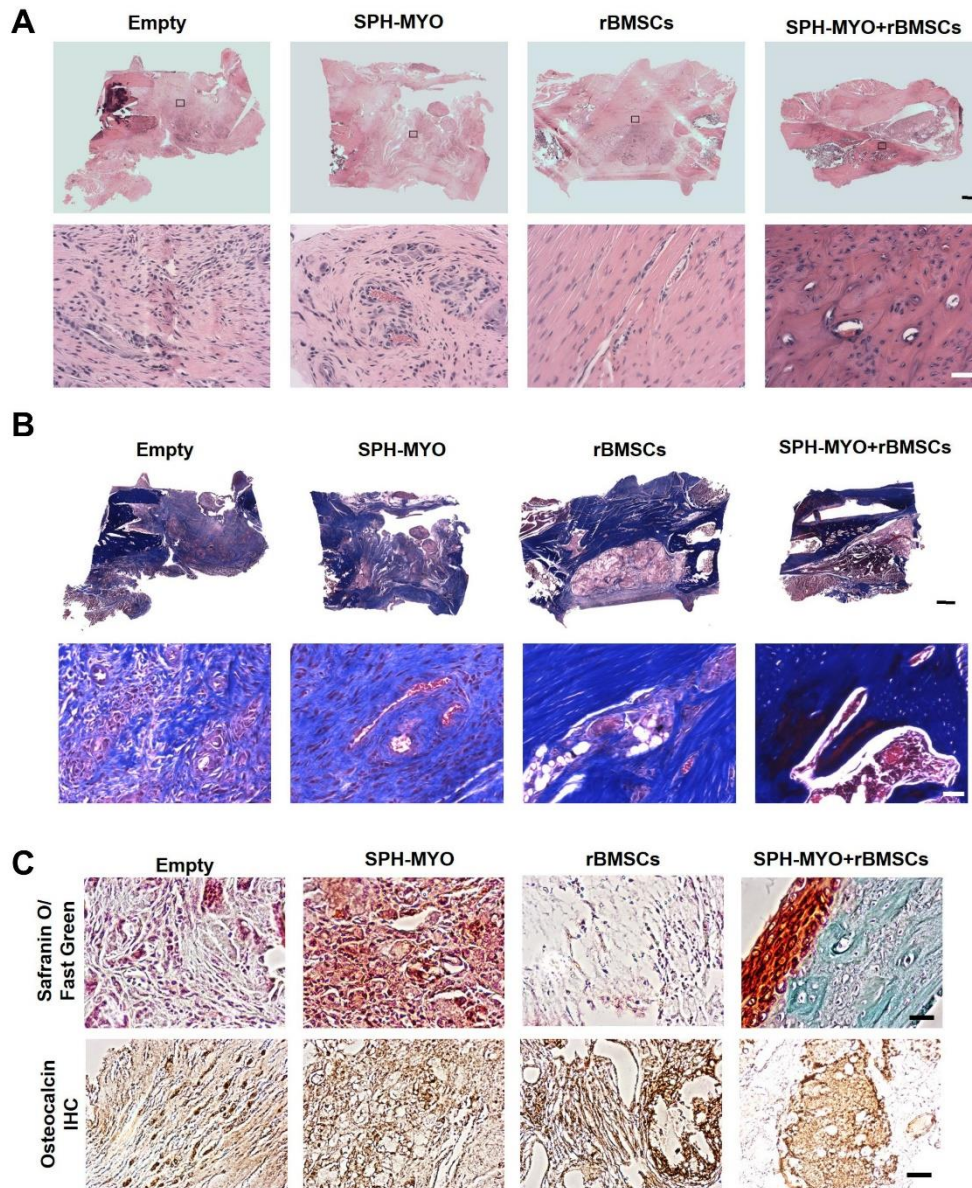 A
Empty
SPH-MYO
rBMSCs
SPH-MYO+rBMSCs
B
Empty
SPH-MYO
rBMSCs
SPH-MYO+rBMSCs
C
Empty
SPH-MYO
rBMSCs
SPH-MYO+rBMSCs
Safranin O/
Fast Green
Osteocalcin
IHC